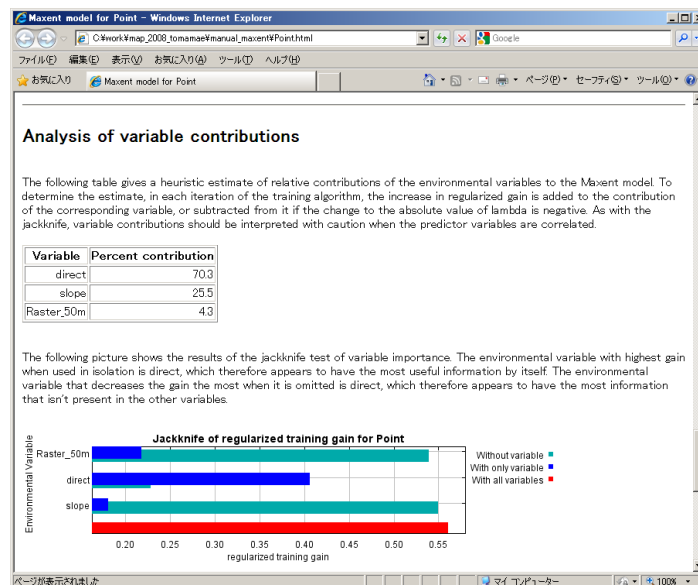 Maxent model for Point - Windows Internet Explorer
C:¥work¥map_2008_tomamae¥manual_maxent¥Point.html
Google
ファイル(F) 編集(E) 表示(V) お気に入り(A) ツール(T) ヘルプ(H)
お気に入り Maxent model for Point ページ(P) セーフティ(S) ツール(O)
Analysis of variable contributions
The following table gives a heuristic estimate of relative contributions of the environmental variables to the Maxent model. To
determine the estimate, in each iteration of the training algorithm, the increase in regularized gain is added to the contribution
of the corresponding variable, or subtracted from it if the change to the absolute value of lambda is negative. As with the
jackknife, variable contributions should be interpreted with caution when the predictor variables are correlated.
Variable Percent contribution
direct 70.3
slope 25.5
Raster_50m 4.3
The following picture shows the results of the jackknife test of variable importance. The environmental variable with highest gain
when used in isolation is direct, which therefore appears to have the most useful information by itself. The environmental
variable that decreases the gain the most when it is omitted is direct, which therefore appears to have the most information
that isn't present in the other variables.
Jackknife of regularized training gain for Point
Environmental Variable
Raster_50m
direct
slope
Without variable
With only variable
With all variables
0.20 0.25 0.30 0.35 0.40 0.45 0.50 0.55
regularized training gain
ページが表示されました マイ コンピューター 100%